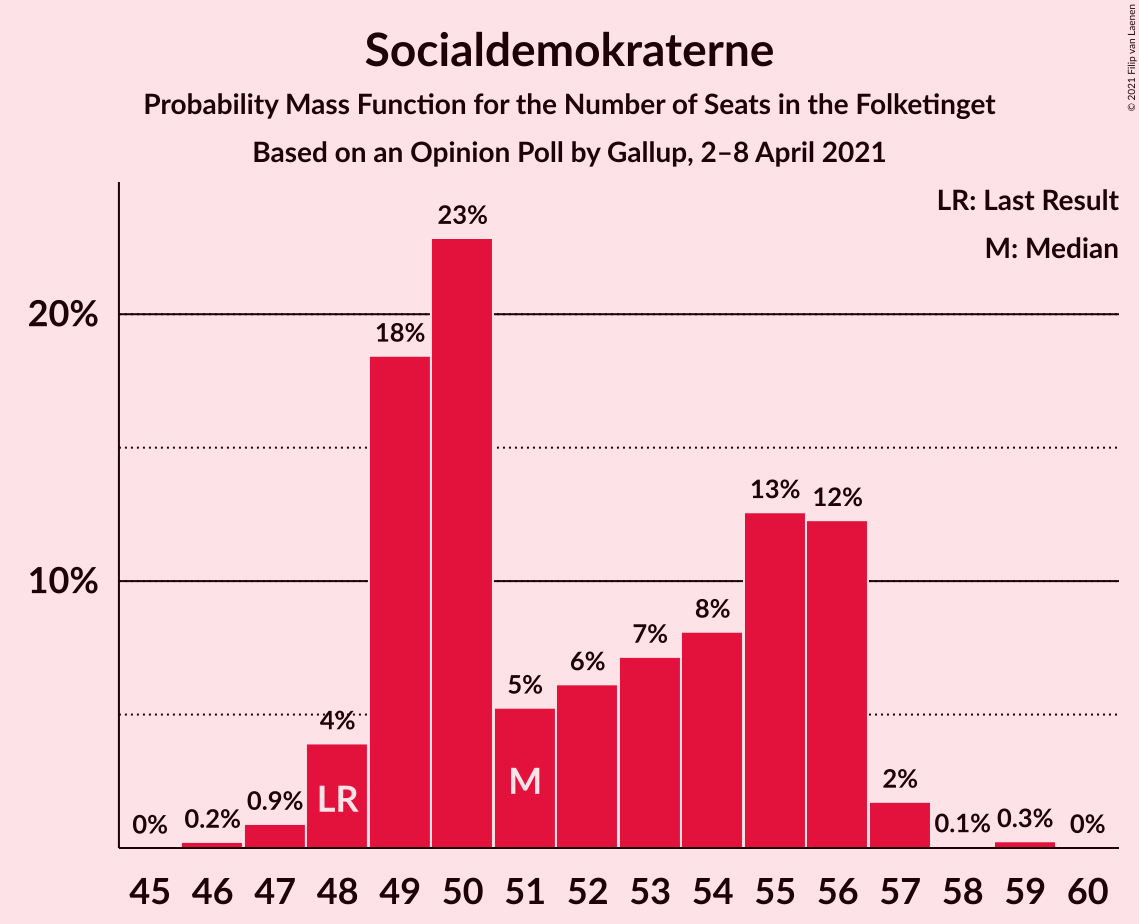 Socialdemokraterne
Probability Mass Function for the Number of Seats in the Folketinget
Based on an Opinion Poll by Gallup, 2–8 April 2021
© 2021 Filip van Laenen
LR: Last Result
M: Median
23%
20%
18%
13%
12%
10%
8%
7%
6%
5%
4%
2%
0% 0.2% 0.9% 0.1% 0.3% 0%
LR
M
45 46 47 48 49 50 51 52 53 54 55 56 57 58 59 60